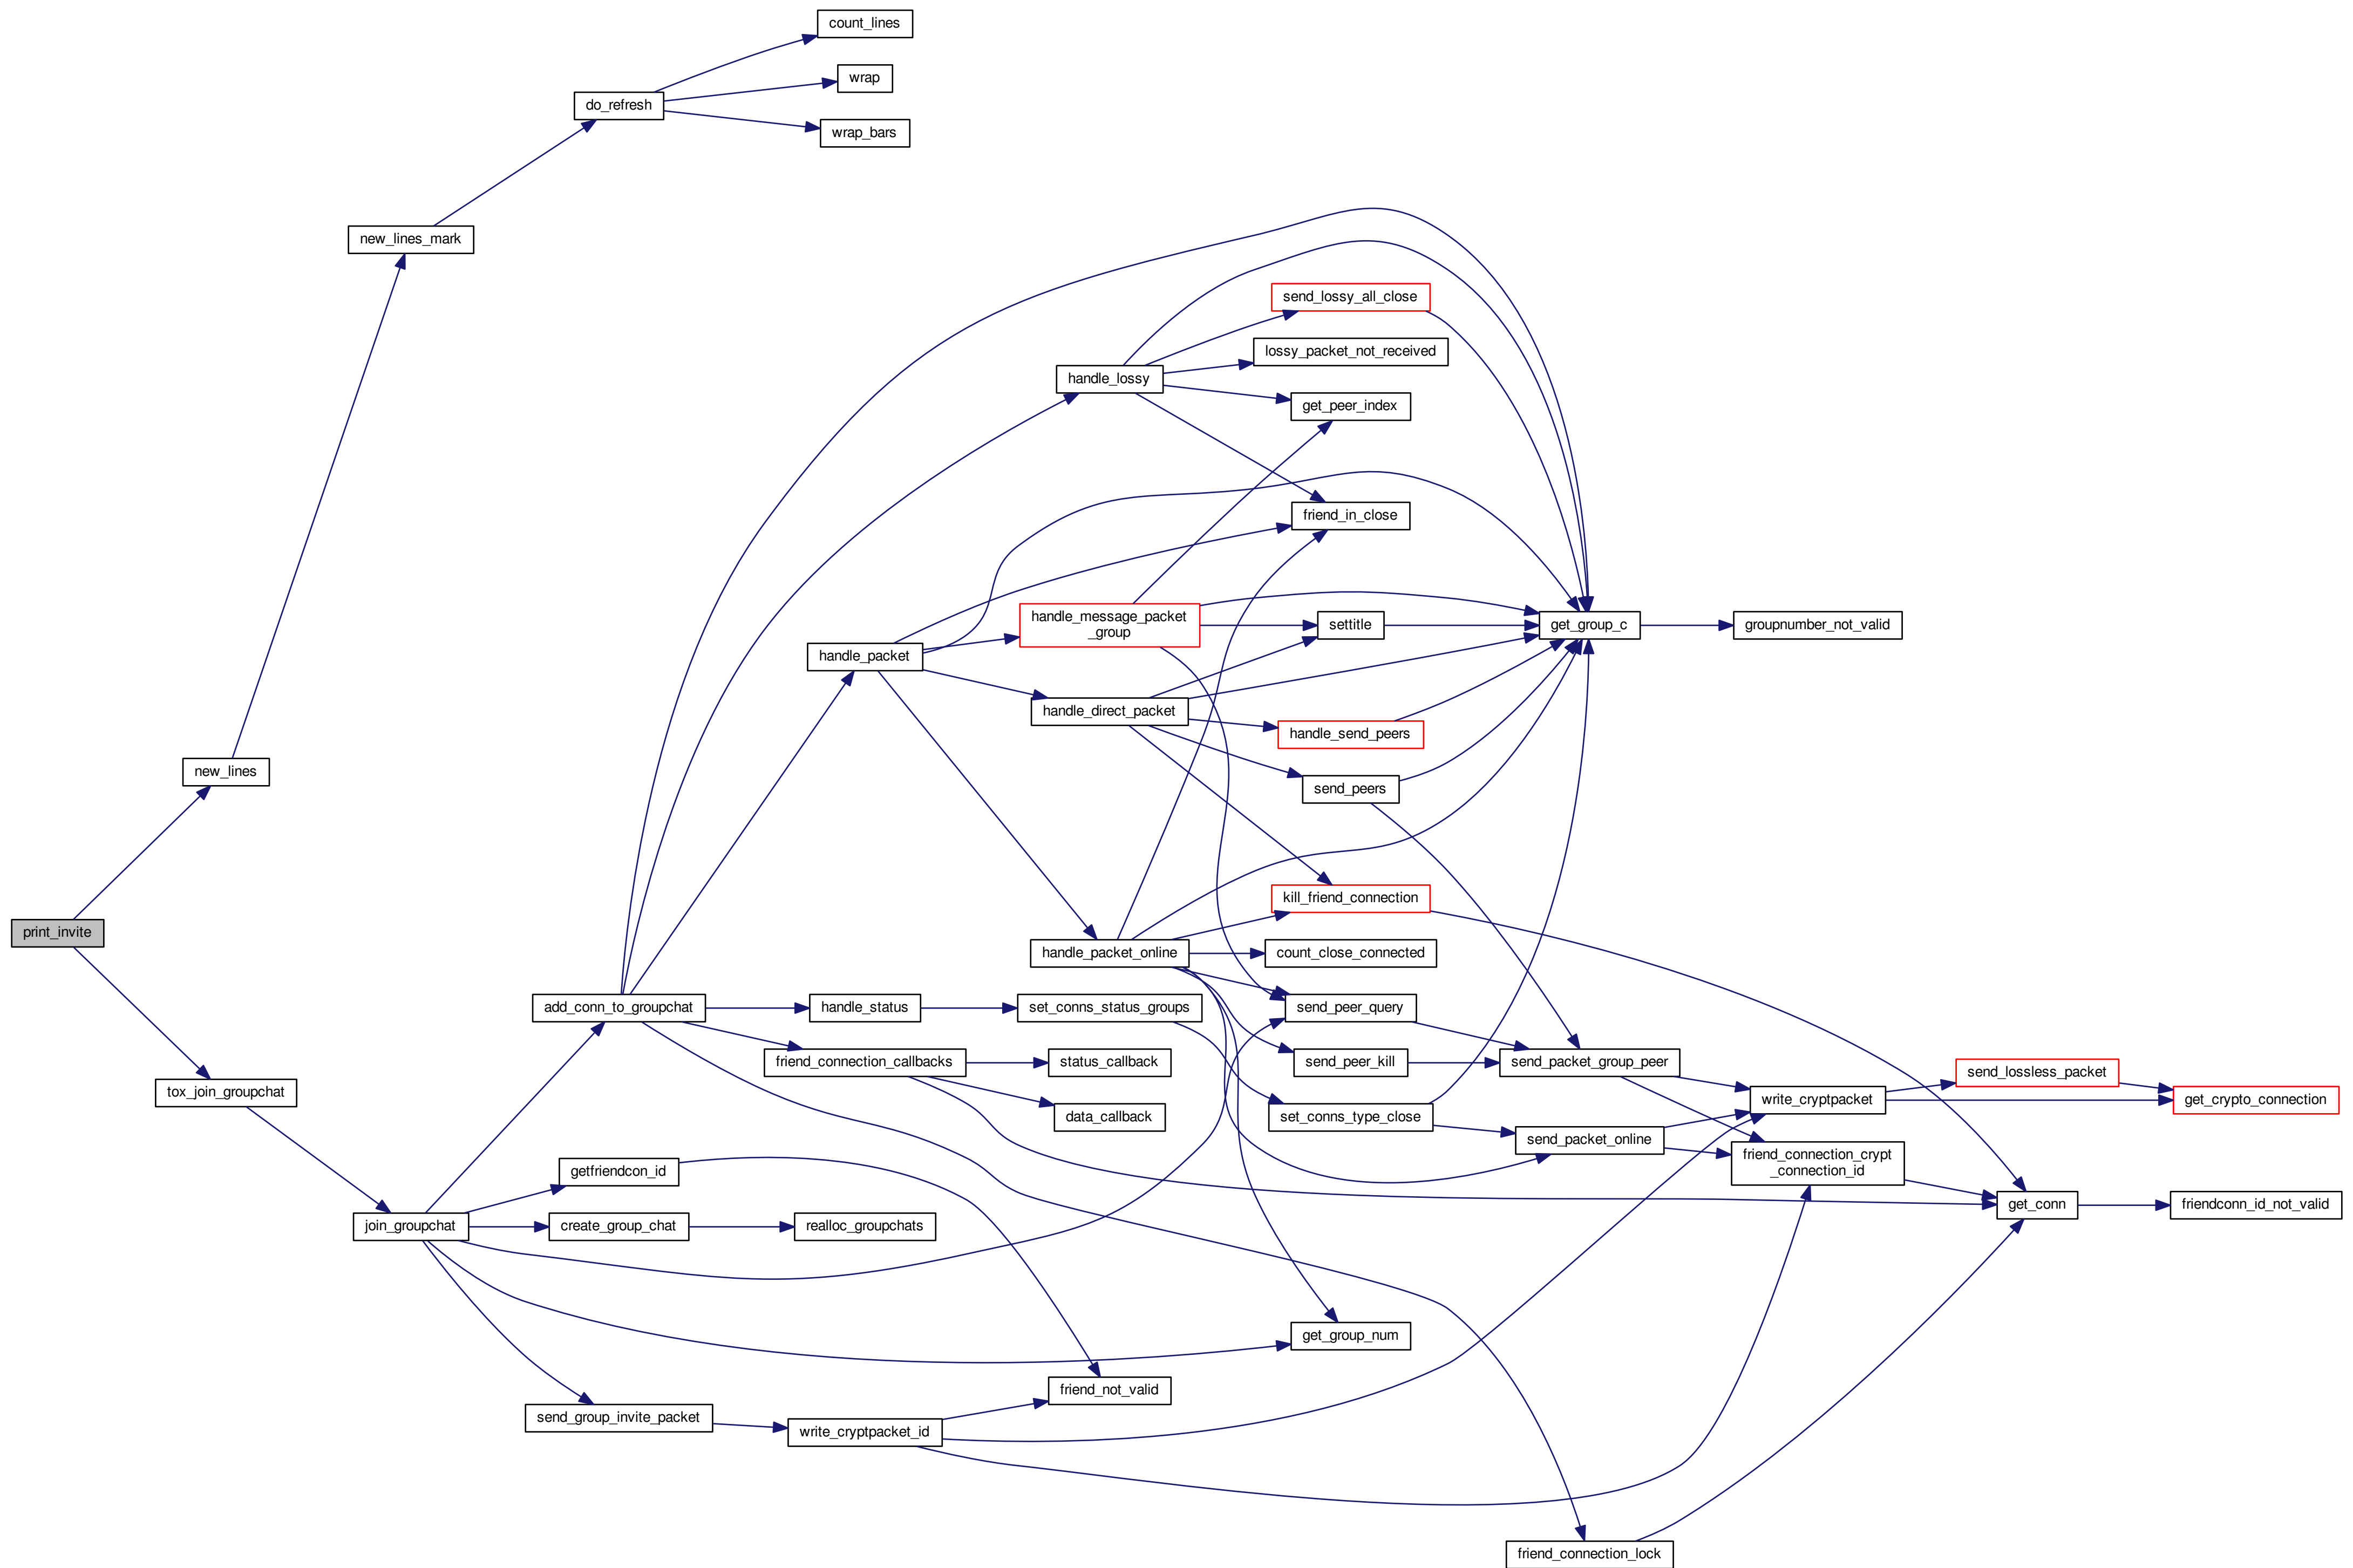 count_lines
wrap
do_refresh
wrap_bars
new_lines_mark
send_lossy_all_close
lossy_packet_not_received
handle_lossy
get_peer_index
friend_in_close
handle_message_packet
_group
settitle
get_group_c
groupnumber_not_valid
handle_packet
handle_direct_packet
handle_send_peers
new_lines
send_peers
kill_friend_connection
print_invite
handle_packet_online
count_close_connected
add_conn_to_groupchat
handle_status
set_conns_status_groups
send_peer_query
friend_connection_callbacks
status_callback
send_peer_kill
send_packet_group_peer
send_lossless_packet
tox_join_groupchat
data_callback
set_conns_type_close
write_cryptpacket
get_crypto_connection
send_packet_online
friend_connection_crypt
_connection_id
getfriendcon_id
get_conn
friendconn_id_not_valid
join_groupchat
create_group_chat
realloc_groupchats
get_group_num
friend_not_valid
send_group_invite_packet
write_cryptpacket_id
friend_connection_lock